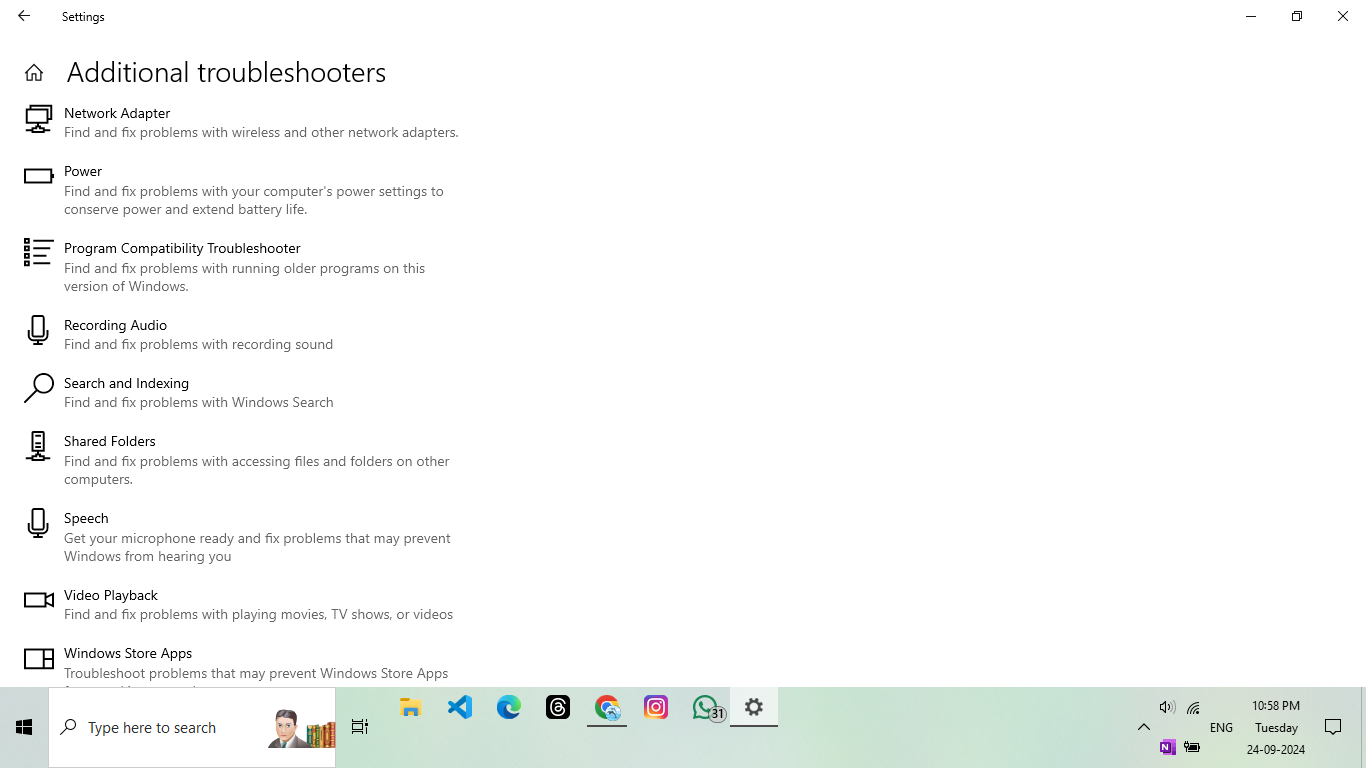 Settings
Additional troubleshooters
Network Adapter
Find and fix problems with wireless and other network adapters.
Power
Find and fix problems with your computer's power settings to
conserve power and extend battery life.
Program Compatibility Troubleshooter
Find and fix problems with running older programs on this
version of Windows.
Recording Audio
Find and fix problems with recording sound
Search and Indexing
Find and fix problems with Windows Search
Shared Folders
Find and fix problems with accessing files and folders on other
computers.
Speech
Get your microphone ready and fix problems that may prevent
Windows from hearing you
Video Playback
Find and fix problems with playing movies, TV shows, or videos
Windows Store Apps
Troubleshoot problems that may prevent Windows Store Apps
Type here to search
31
ENG
10:58 PM
Tuesday
24-09-2024
N